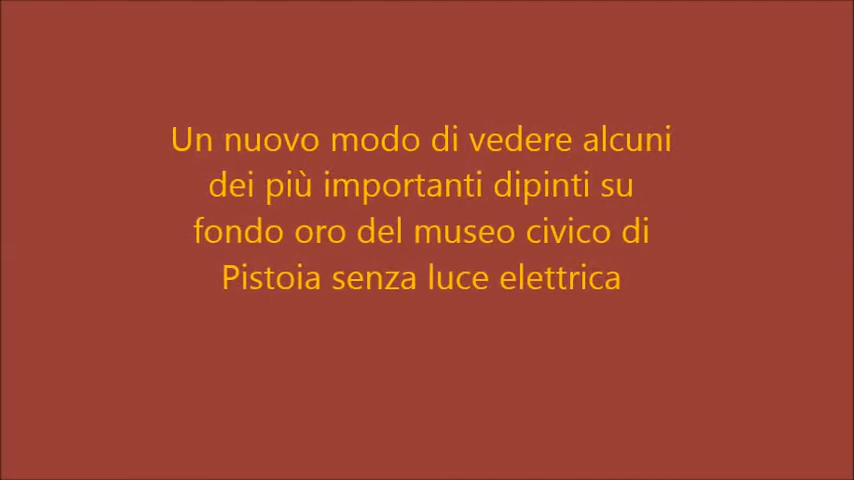 Un nuovo modo di vedere alcuni
dei più importanti dipinti su
fondo oro del museo civico di
Pistoia senza luce elettrica